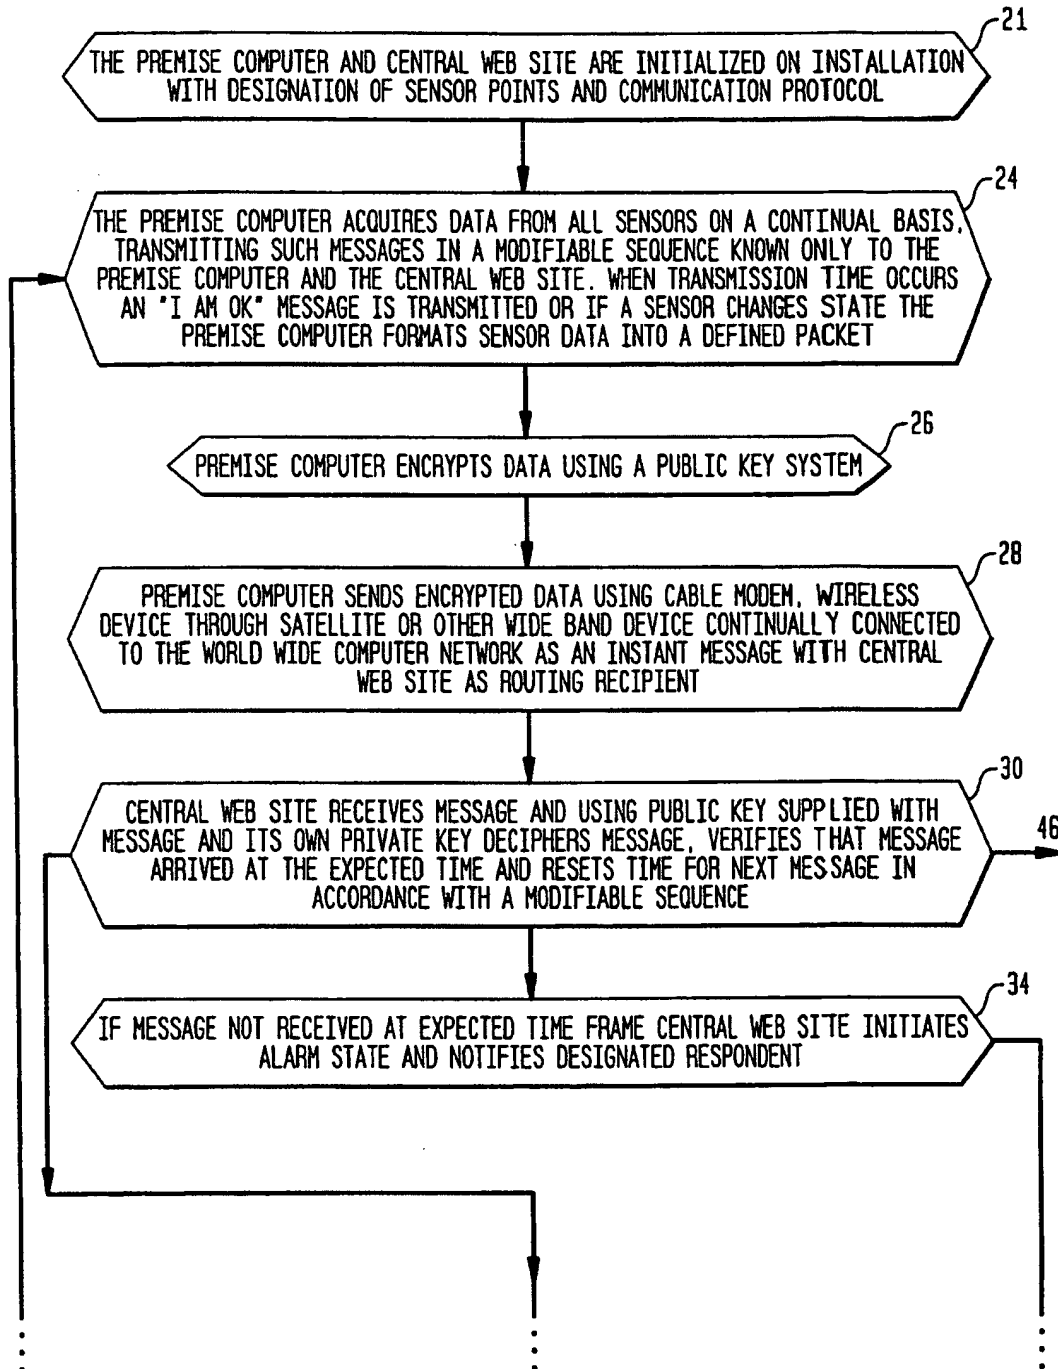 21
THE PREMISE COMPUTER AND CENTRAL WEB SITE ARE INITIALIZED ON INSTALLATION
WITH DESIGNATION OF SENSOR POINTS AND COMMUNICATION PROTOCOL
24
THE PREMISE COMPUTER ACQUIRES DATA FROM ALL SENSORS ON A CONTINUAL BASIS,
TRANSMITTING SUCH MESSAGES IN A MODIFIABLE SEQUENCE KNOWN ONLY TO THE
PREMISE COMPUTER AND THE CENTRAL WEB SITE. WHEN TRANSMISSION TIME OCCURS
AN "I AM OK" MESSAGE IS TRANSMITTED OR IF A SENSOR CHANGES STATE THE
PREMISE COMPUTER FORMATS SENSOR DATA INTO A DEFINED PACKET
26
PREMISE COMPUTER ENCRYPTS DATA USING A PUBLIC KEY SYSTEM
28
PREMISE COMPUTER SENDS ENCRYPTED DATA USING CABLE MODEM, WIRELESS
DEVICE THROUGH SATELLITE OR OTHER WIDE BAND DEVICE CONTINUALLY CONNECTED
TO THE WORLD WIDE COMPUTER NETWORK AS AN INSTANT MESSAGE WITH CENTRAL
WEB SITE AS ROUTING RECIPIENT
30
CENTRAL WEB SITE RECEIVES MESSAGE AND USING PUBLIC KEY SUPPLIED WITH
MESSAGE AND ITS OWN PRIVATE KEY DECIPHERS MESSAGE, VERIFIES THAT MESSAGE
ARRIVED AT THE EXPECTED TIME AND RESETS TIME FOR NEXT MESSAGE IN
ACCORDANCE WITH A MODIFIABLE SEQUENCE
46
34
IF MESSAGE NOT RECEIVED AT EXPECTED TIME FRAME CENTRAL WEB SITE INITIATES
ALARM STATE AND NOTIFIES DESIGNATED RESPONDENT